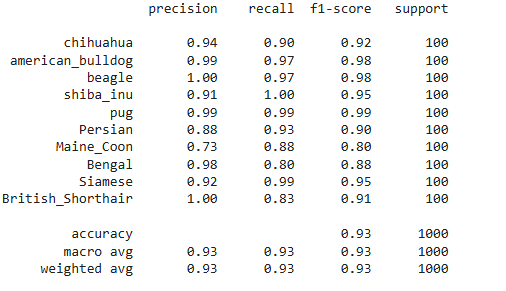 precision recall f1-score support
chihuahua 0.94 0.90 0.92 100
american_bulldog 0.99 0.97 0.98 100
beagle 1.00 0.97 0.98 100
shiba_inu 0.91 1.00 0.95 100
pug 0.99 0.99 0.99 100
Persian 0.88 0.93 0.90 100
Maine_Coon 0.73 0.88 0.80 100
Bengal 0.98 0.80 0.88 100
Siamese 0.92 0.99 0.95 100
British_Shorthair 1.00 0.83 0.91 100
accuracy 0.93 1000
macro avg 0.93 0.93 0.93 1000
weighted avg 0.93 0.93 0.93 1000